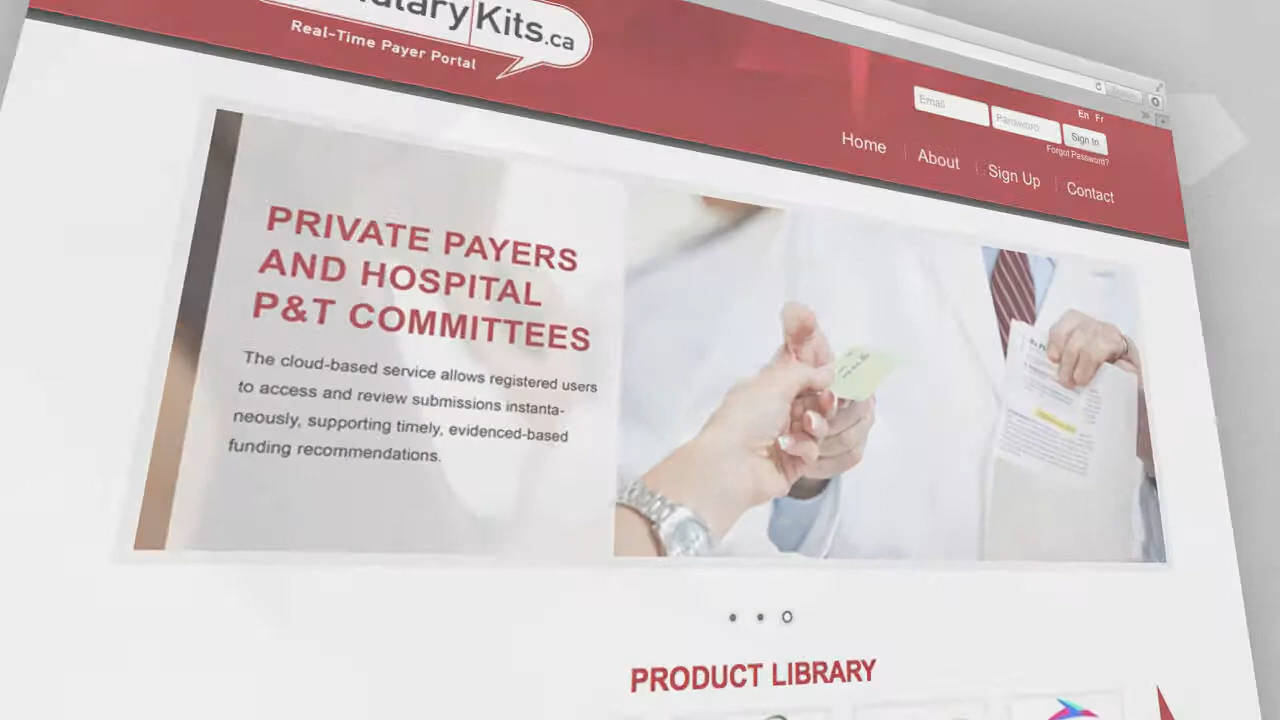 Kits.ca
Real-Time Payer Portal
En Fr
Email
Password
Sign In
Forgot Password?
Home
About
Sign Up
Contact
PRIVATE PAYERS
AND HOSPITAL
P&T COMMITTEES
The cloud-based service allows registered users
to access and review submissions instanta-
neously, supporting timely, evidenced-based
funding recommendations.
PRODUCT LIBRARY